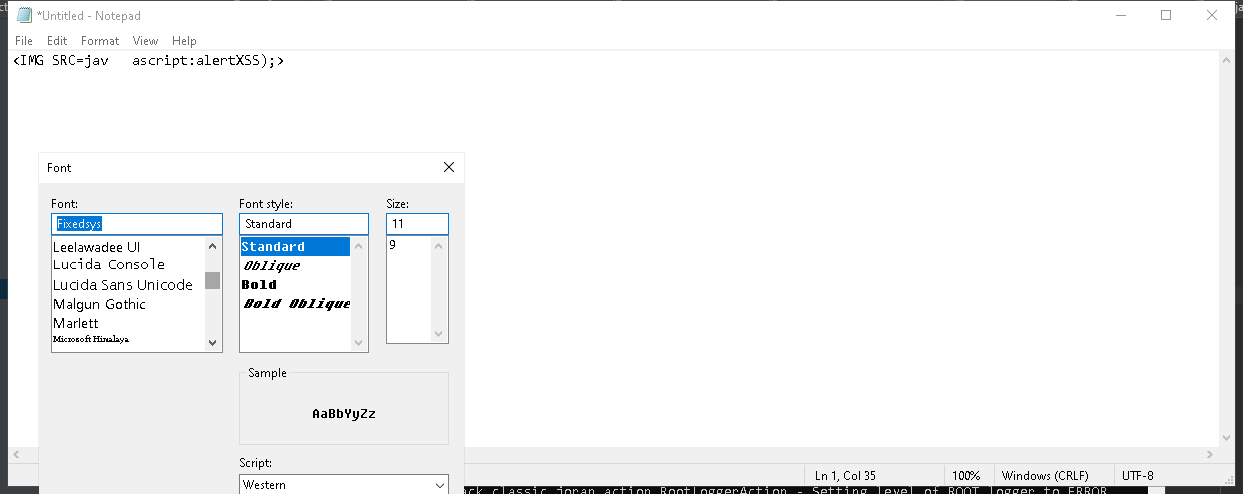 *Untitled - Notepad
File Edit Format View Help
<IMG SRC=jav   ascript:alertXSS);>
Font
Font: Font style: Size:
Fixedsys Standard 11
Leelawadee UI Standard 9
Lucida Console Oblique
Lucida Sans Unicode Bold
Malgun Gothic Bold Oblique
Marlett
Microsoft Himalaya
Sample
AaBbYyZz
Script:
Western
Ln 1, Col 35 100% Windows (CRLF) UTF-8
ack.classic.joran.action.RootLoggerAction - Setting level of ROOT logger to ERROR